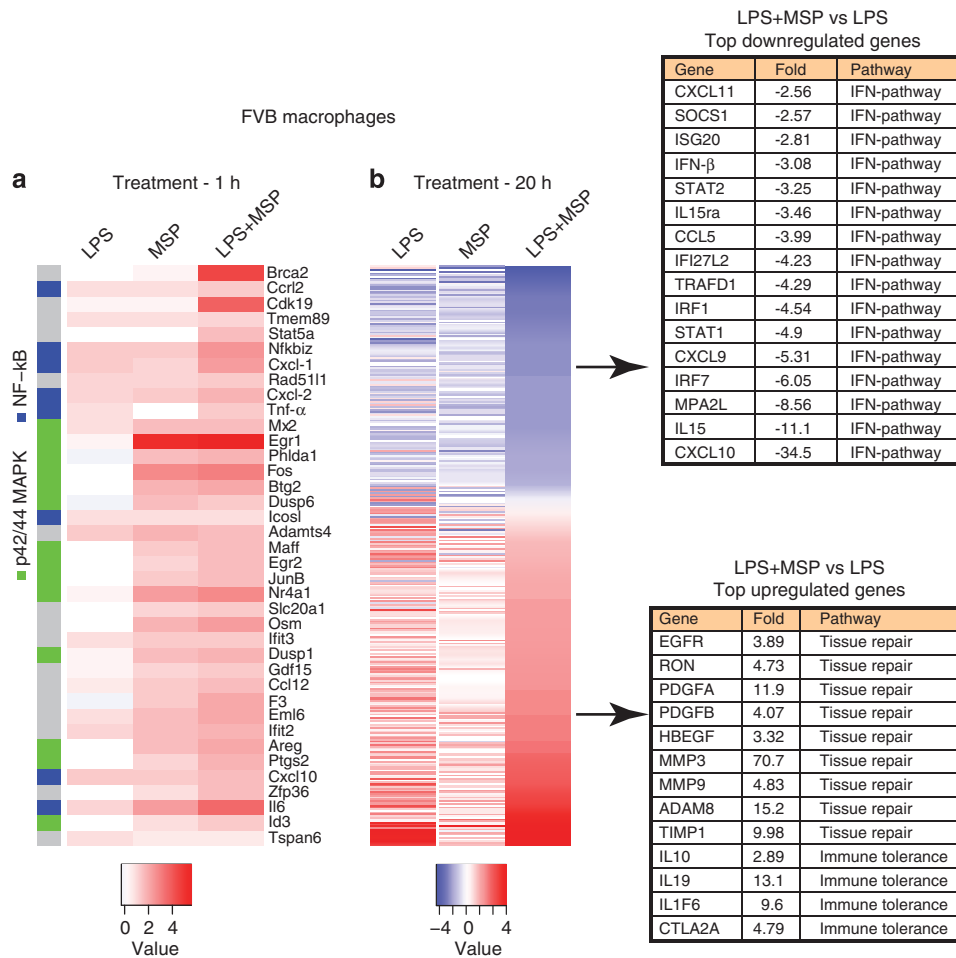 FVB macrophages
a
Treatment - 1 h
LPS
MSP
LPS+MSP
NF-kB
p42/44 MAPK
Brca2
Ccrl2
Cdk19
Tmem89
Stat5a
Nfkbiz
Cxcl-1
Rad51l1
Cxcl-2
Tnf-α
Mx2
Egr1
Phlda1
Fos
Btg2
Dusp6
Icosl
Adamts4
Maff
Egr2
JunB
Nr4a1
Slc20a1
Osm
Ifit3
Dusp1
Gdf15
Ccl12
F3
Eml6
Ifit2
Areg
Ptgs2
Cxcl10
Zfp36
Il6
Id3
Tspan6
0 2 4
Value
b
Treatment - 20 h
LPS
MSP
LPS+MSP
−4 0 4
Value
LPS+MSP vs LPS
Top downregulated genes
Gene Fold Pathway
CXCL11 -2.56 IFN-pathway
SOCS1 -2.57 IFN-pathway
ISG20 -2.81 IFN-pathway
IFN-β -3.08 IFN-pathway
STAT2 -3.25 IFN-pathway
IL15ra -3.46 IFN-pathway
CCL5 -3.99 IFN-pathway
IFI27L2 -4.23 IFN-pathway
TRAFD1 -4.29 IFN-pathway
IRF1 -4.54 IFN-pathway
STAT1 -4.9 IFN-pathway
CXCL9 -5.31 IFN-pathway
IRF7 -6.05 IFN-pathway
MPA2L -8.56 IFN-pathway
IL15 -11.1 IFN-pathway
CXCL10 -34.5 IFN-pathway
LPS+MSP vs LPS
Top upregulated genes
Gene Fold Pathway
EGFR 3.89 Tissue repair
RON 4.73 Tissue repair
PDGFA 11.9 Tissue repair
PDGFB 4.07 Tissue repair
HBEGF 3.32 Tissue repair
MMP3 70.7 Tissue repair
MMP9 4.83 Tissue repair
ADAM8 15.2 Tissue repair
TIMP1 9.98 Tissue repair
IL10 2.89 Immune tolerance
IL19 13.1 Immune tolerance
IL1F6 9.6 Immune tolerance
CTLA2A 4.79 Immune tolerance